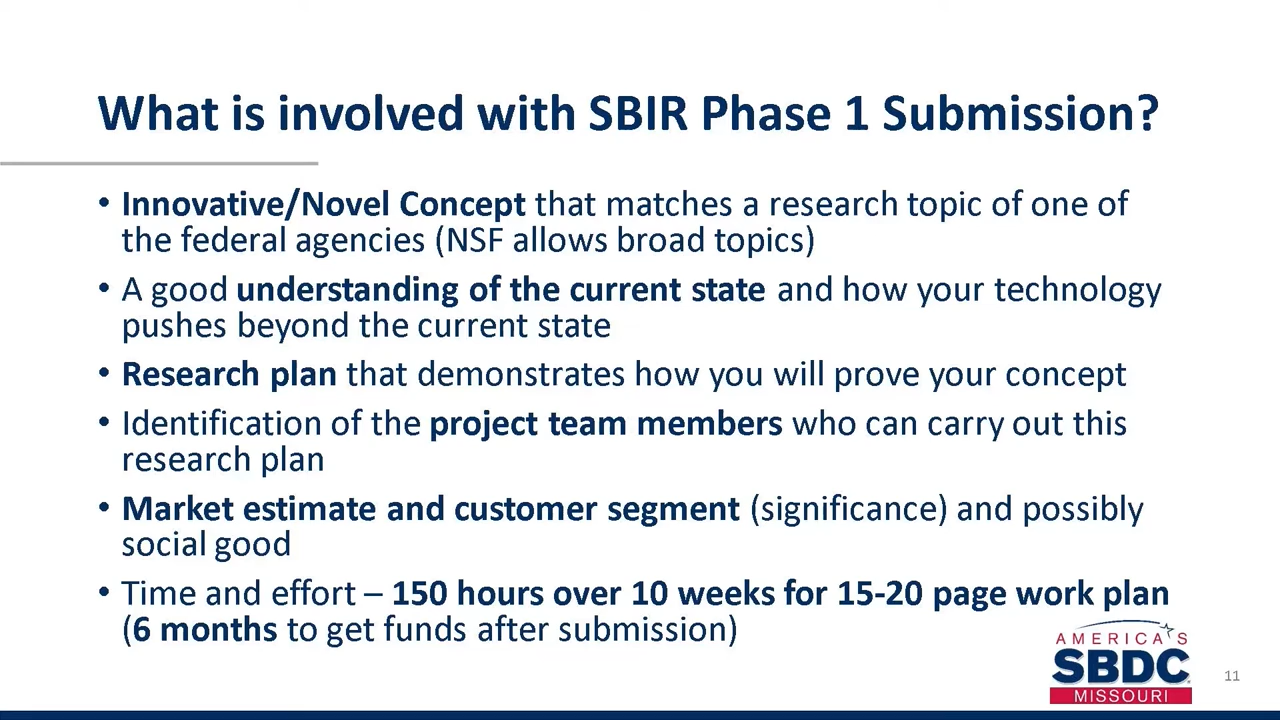 What is involved with SBIR Phase 1 Submission?
• Innovative/Novel Concept that matches a research topic of one of
the federal agencies (NSF allows broad topics)
• A good understanding of the current state and how your technology
pushes beyond the current state
• Research plan that demonstrates how you will prove your concept
• Identification of the project team members who can carry out this
research plan
• Market estimate and customer segment (significance) and possibly
social good
• Time and effort – 150 hours over 10 weeks for 15-20 page work plan
(6 months to get funds after submission)
AMERICA'S
SBDC
MISSOURI
11